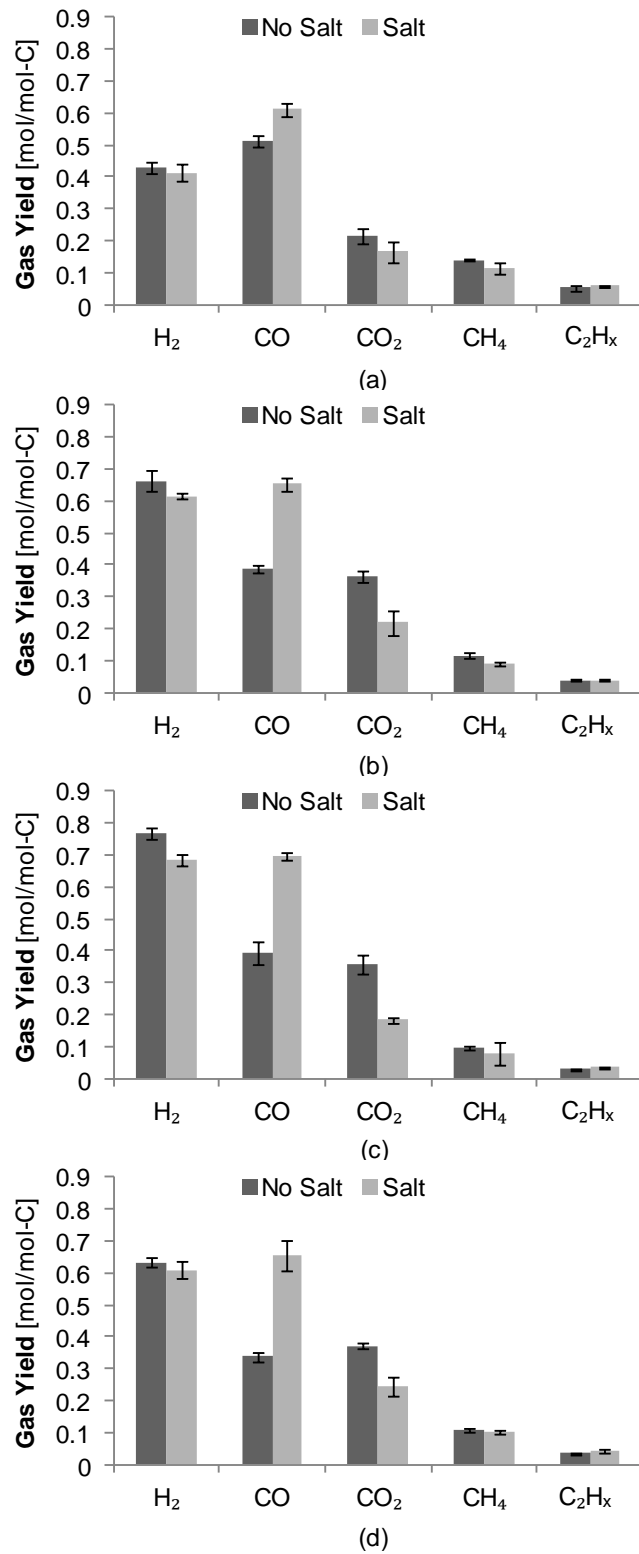 0.9
No Salt Salt
0.8
0.7
0.6
0.5
0.4
0.3
0.2
0.1
0
Gas Yield [mol/mol-C]
H₂ CO CO₂ CH₄ C₂Hₓ
(a)
0.9
No Salt Salt
0.8
0.7
0.6
0.5
0.4
0.3
0.2
0.1
0
Gas Yield [mol/mol-C]
H₂ CO CO₂ CH₄ C₂Hₓ
(b)
0.9
No Salt Salt
0.8
0.7
0.6
0.5
0.4
0.3
0.2
0.1
0
Gas Yield [mol/mol-C]
H₂ CO CO₂ CH₄ C₂Hₓ
(c)
0.9
No Salt Salt
0.8
0.7
0.6
0.5
0.4
0.3
0.2
0.1
0
Gas Yield [mol/mol-C]
H₂ CO CO₂ CH₄ C₂Hₓ
(d)